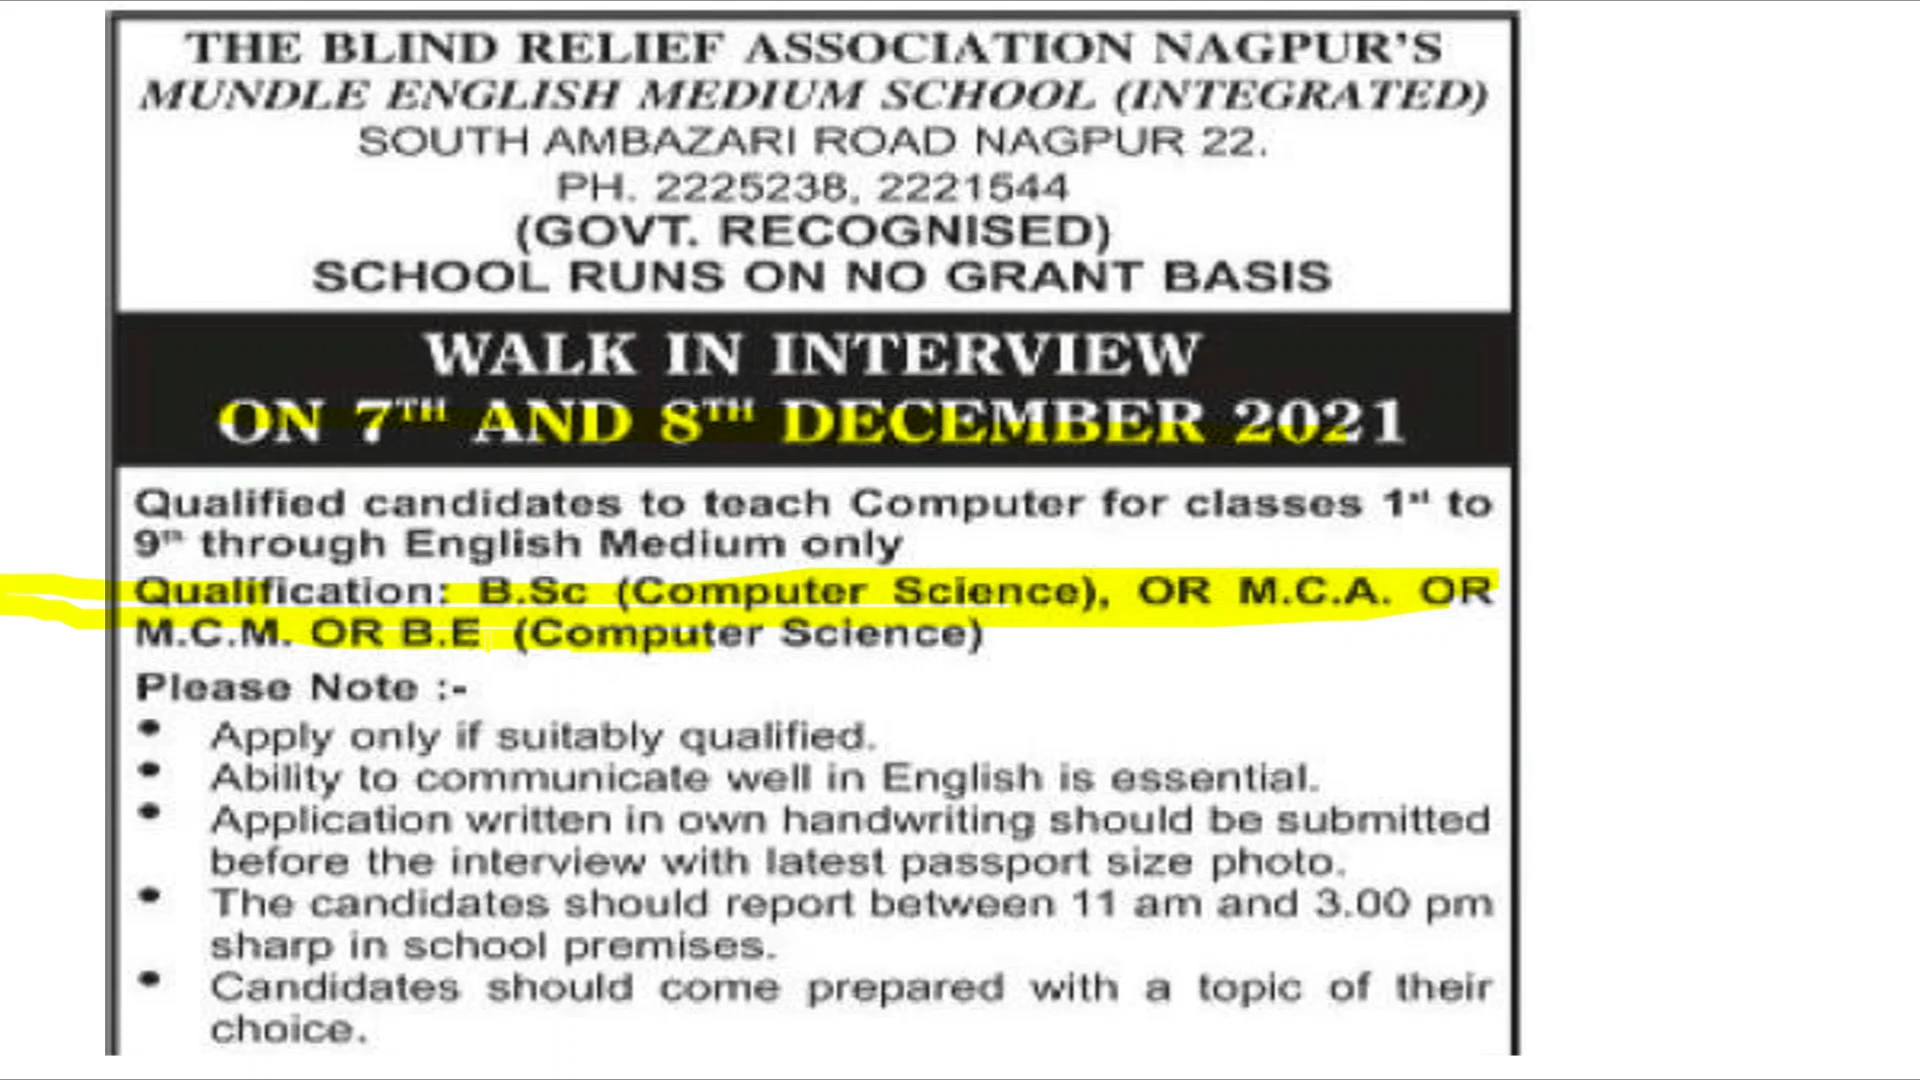 THE BLIND RELIEF ASSOCIATION NAGPUR'S
MUNDLE ENGLISH MEDIUM SCHOOL (INTEGRATED)
SOUTH AMBAZARI ROAD NAGPUR 22.
PH. 2225238, 2221544
(GOVT. RECOGNISED)
SCHOOL RUNS ON NO GRANT BASIS
WALK IN INTERVIEW
ON 7TH AND 8TH DECEMBER 2021
Qualified candidates to teach Computer for classes 1st to
9th through English Medium only
Qualification: B.Sc (Computer Science), OR M.C.A. OR
M.C.M. OR B.E (Computer Science)
Please Note :-
• Apply only if suitably qualified.
• Ability to communicate well in English is essential.
• Application written in own handwriting should be submitted
before the interview with latest passport size photo.
• The candidates should report between 11 am and 3.00 pm
sharp in school premises.
• Candidates should come prepared with a topic of their
choice.